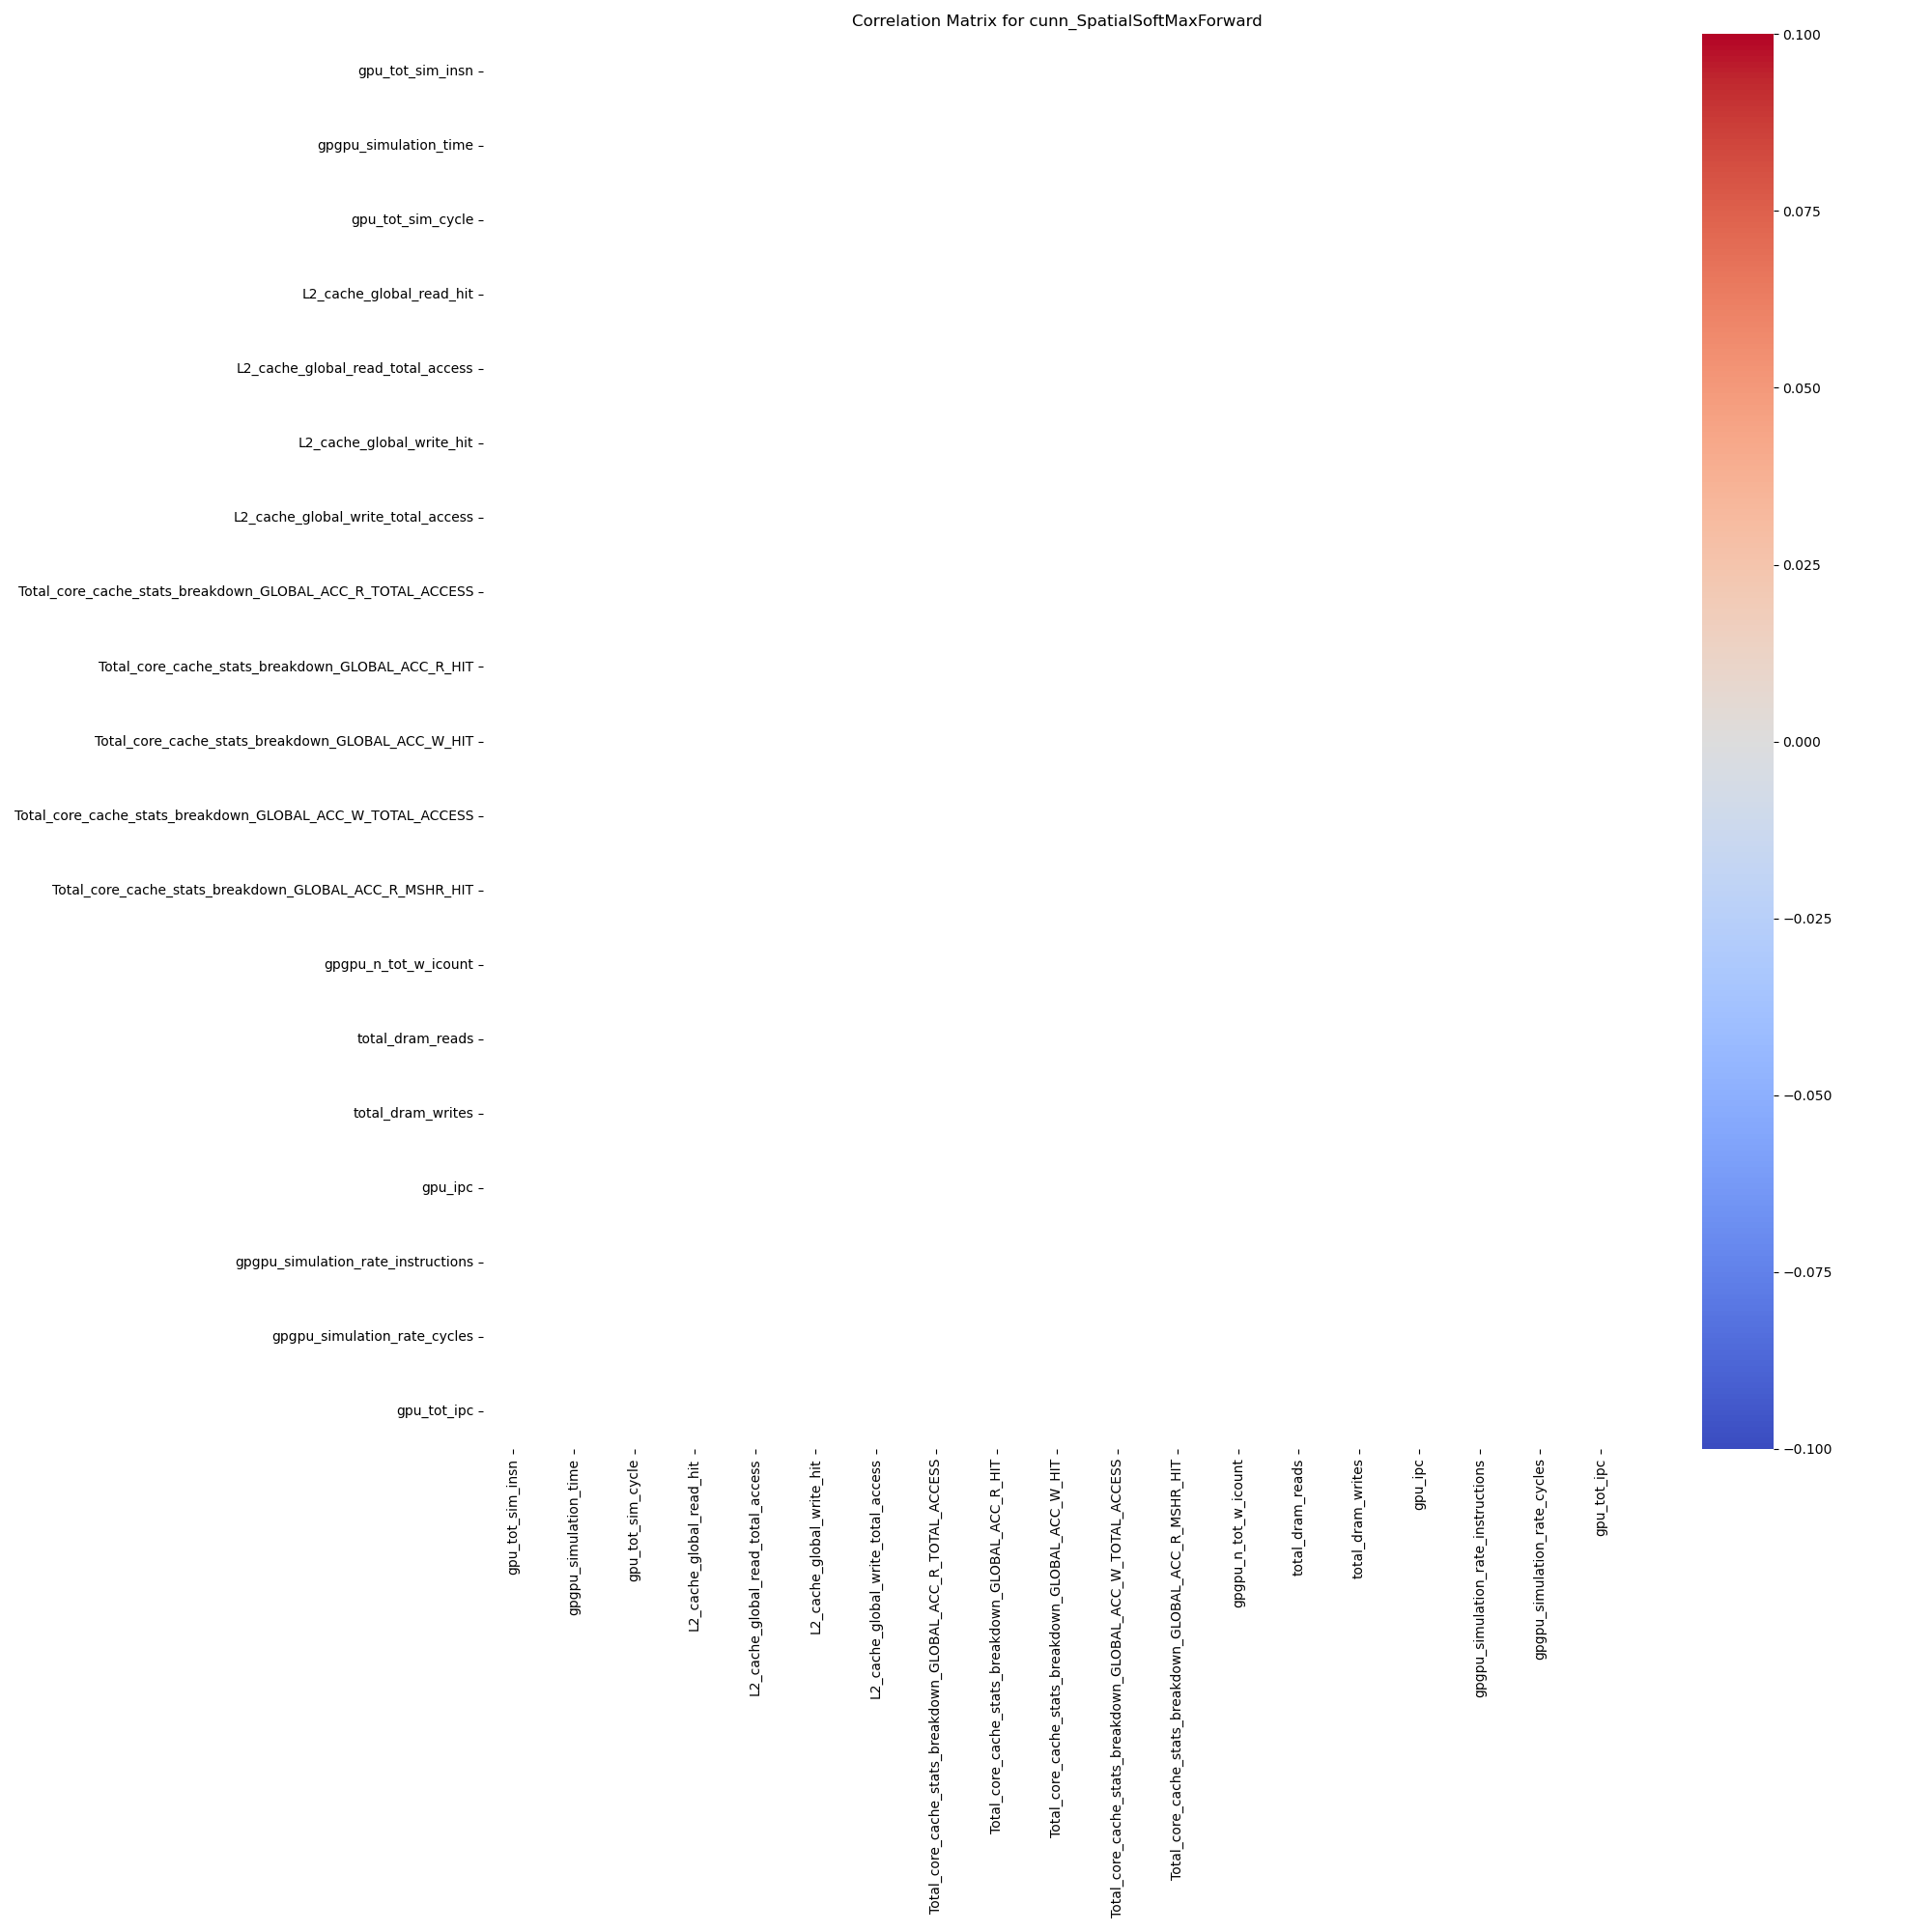 Correlation Matrix for cunn_SpatialSoftMaxForward
gpu_tot_sim_insn
gpgpu_simulation_time
gpu_tot_sim_cycle
L2_cache_global_read_hit
L2_cache_global_read_total_access
L2_cache_global_write_hit
L2_cache_global_write_total_access
Total_core_cache_stats_breakdown_GLOBAL_ACC_R_TOTAL_ACCESS
Total_core_cache_stats_breakdown_GLOBAL_ACC_R_HIT
Total_core_cache_stats_breakdown_GLOBAL_ACC_W_HIT
Total_core_cache_stats_breakdown_GLOBAL_ACC_W_TOTAL_ACCESS
Total_core_cache_stats_breakdown_GLOBAL_ACC_R_MSHR_HIT
gpgpu_n_tot_w_icount
total_dram_reads
total_dram_writes
gpu_ipc
gpgpu_simulation_rate_instructions
gpgpu_simulation_rate_cycles
gpu_tot_ipc
gpu_tot_sim_insn
gpgpu_simulation_time
gpu_tot_sim_cycle
L2_cache_global_read_hit
L2_cache_global_read_total_access
L2_cache_global_write_hit
L2_cache_global_write_total_access
Total_core_cache_stats_breakdown_GLOBAL_ACC_R_TOTAL_ACCESS
Total_core_cache_stats_breakdown_GLOBAL_ACC_R_HIT
Total_core_cache_stats_breakdown_GLOBAL_ACC_W_HIT
Total_core_cache_stats_breakdown_GLOBAL_ACC_W_TOTAL_ACCESS
Total_core_cache_stats_breakdown_GLOBAL_ACC_R_MSHR_HIT
gpgpu_n_tot_w_icount
total_dram_reads
total_dram_writes
gpu_ipc
gpgpu_simulation_rate_instructions
gpgpu_simulation_rate_cycles
gpu_tot_ipc
0.100
0.075
0.050
0.025
0.000
−0.025
−0.050
−0.075
−0.100